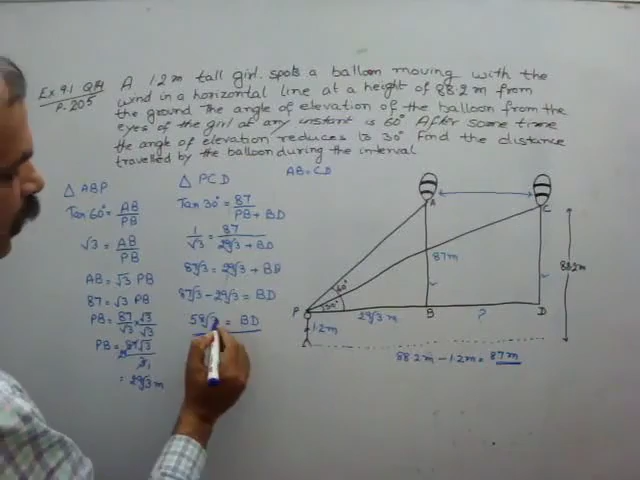 Ex 9.1 Q14
P. 205
A 1.2 m tall girl spots a balloon moving with the
wind in a horizontal line at a height of 88.2 m from
the ground. The angle of elevation of the balloon from the
eyes of the girl at any instant is 60° After some time
the angle of elevation reduces to 30° Find the distance
travelled by the balloon during the interval
△ ABP
Tan 60° = AB/PB
√3 = AB/PB
AB = √3 PB
87 = √3 PB
PB = 87/√3 × √3/√3
PB = 87√3/3
= 29√3 m
△ PCD
Tan 30° = 87/PB + BD
1/√3 = 87/29√3 + BD
87√3 = 29√3 + BD
87√3 - 29√3 = BD
58√3 = BD
AB = CD
A
C
87 m
88.2 m
60°
30°
P
29√3 m
B
?
D
1.2 m
88.2 m - 1.2 m = 87 m